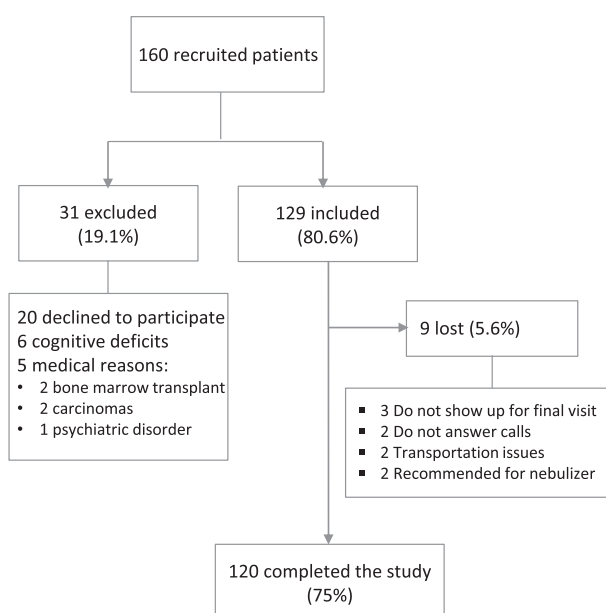 160 recruited patients
31 excluded
(19.1%)
129 included
(80.6%)
20 declined to participate
6 cognitive deficits
5 medical reasons:
• 2 bone marrow transplant
• 2 carcinomas
• 1 psychiatric disorder
9 lost (5.6%)
▪ 3 Do not show up for final visit
▪ 2 Do not answer calls
▪ 2 Transportation issues
▪ 2 Recommended for nebulizer
120 completed the study
(75%)